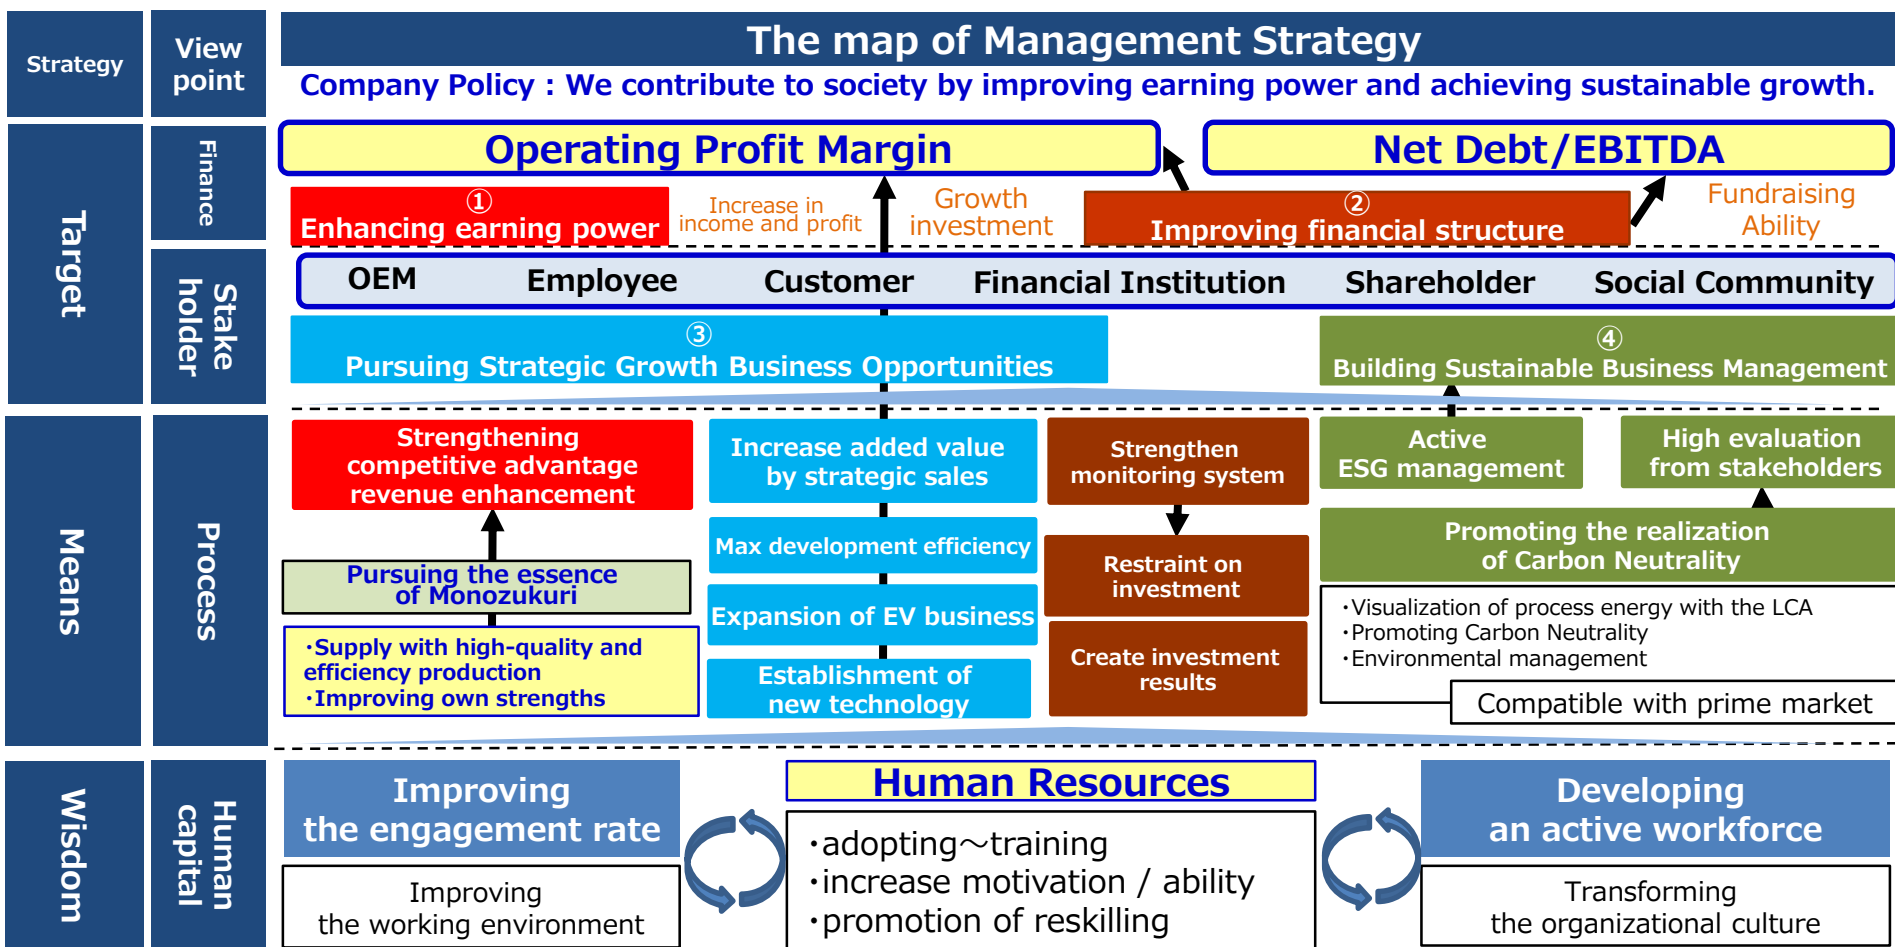 Strategy
View
point
The map of Management Strategy
Company Policy : We contribute to society by improving earning power and achieving sustainable growth.
Target
Finance
Operating Profit Margin
Net Debt/EBITDA
①
Enhancing earning power
Increase in
income and profit
Growth
investment
②
Improving financial structure
Fundraising
Ability
Stake
holder
OEM
Employee
Customer
Financial Institution
Shareholder
Social Community
③
Pursuing Strategic Growth Business Opportunities
④
Building Sustainable Business Management
Means
Process
Strengthening
competitive advantage
revenue enhancement
Pursuing the essence
of Monozukuri
・Supply with high-quality and
efficiency production
・Improving own strengths
Increase added value
by strategic sales
Max development efficiency
Expansion of EV business
Establishment of
new technology
Strengthen
monitoring system
Restraint on
investment
Create investment
results
Active
ESG management
High evaluation
from stakeholders
Promoting the realization
of Carbon Neutrality
・Visualization of process energy with the LCA
・Promoting Carbon Neutrality
・Environmental management
Compatible with prime market
Wisdom
Human
capital
Improving
the engagement rate
Improving
the working environment
Human Resources
・adopting～training
・increase motivation / ability
・promotion of reskilling
Developing
an active workforce
Transforming
the organizational culture